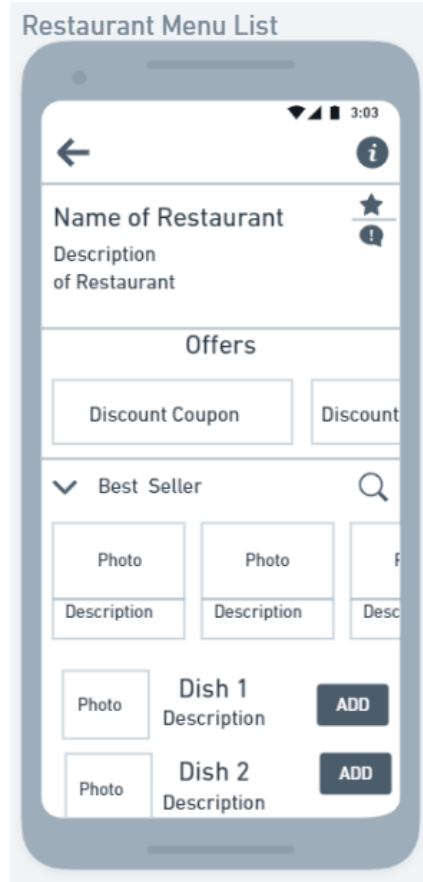 Restaurant Menu List
3:03
i
Name of Restaurant
!
Description
of Restaurant
Offers
Discount Coupon
Discount
Best Seller
Photo
Photo
Description
Description
Desc
Photo
Dish 1
Description
ADD
Photo
Dish 2
Description
ADD